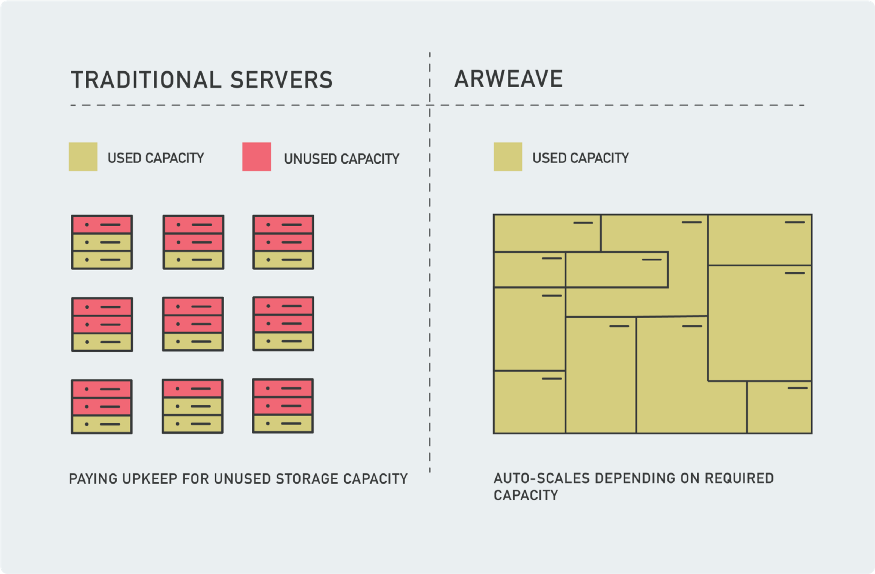 TRADITIONAL SERVERS
ARWEAVE
USED CAPACITY
UNUSED CAPACITY
USED CAPACITY
PAYING UPKEEP FOR UNUSED STORAGE CAPACITY
AUTO-SCALES DEPENDING ON REQUIRED
CAPACITY